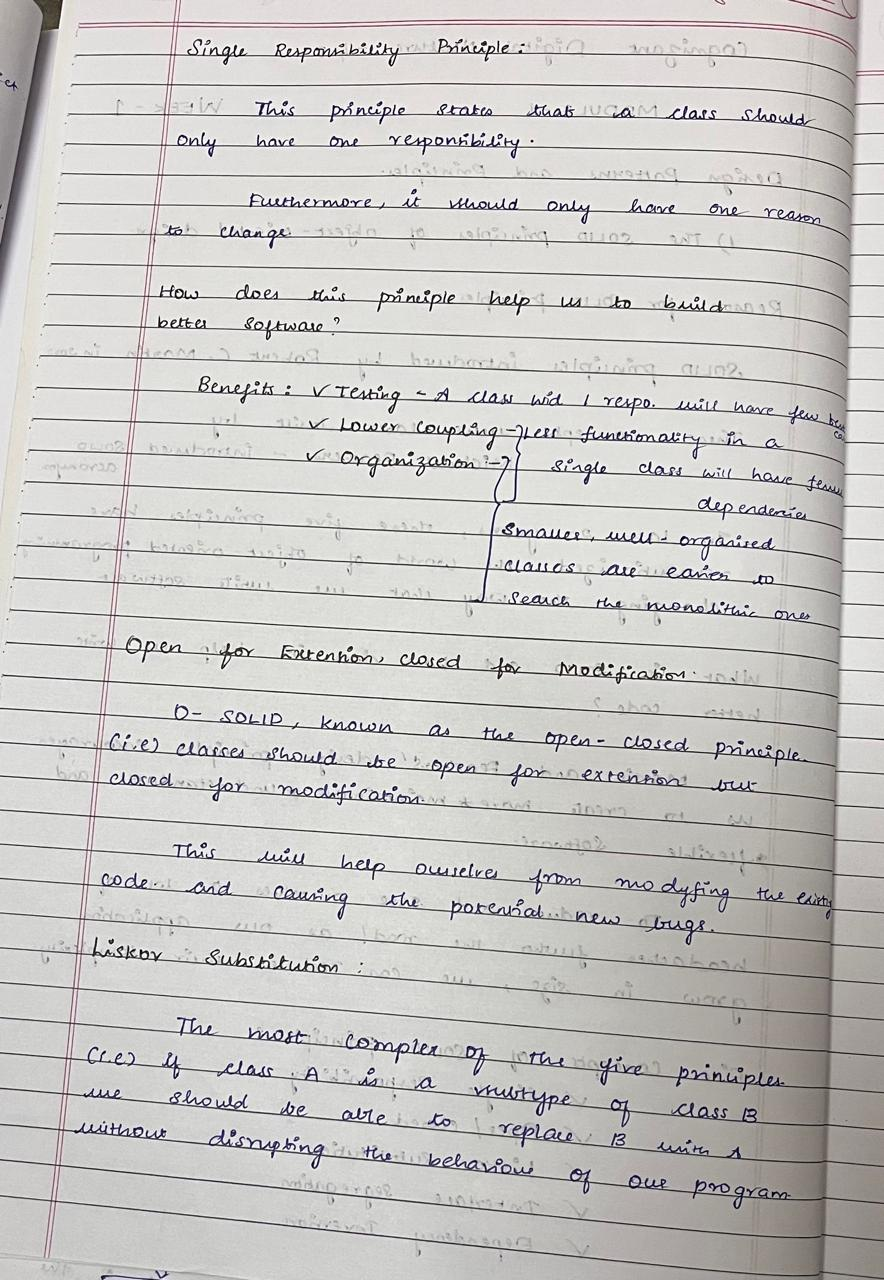 Single Responsibility Principle :
This principle states that a class should
only have one responsibility.
Furthermore, it should only have one reason
to change
How does this principle help us to build
better software?
Benefits : ✓ Testing - A class wid 1 respo. will have few
✓ Lower coupling -> Less functionality in a
✓ Organization :-> single class will have fewer
dependencies
Smaller, well-organised
classes are easier to
search the monolithic ones
Open for Extension, closed for Modification.
O- SOLID, known as the open-closed principle.
(i.e) classes should be open for extension but
closed for modification.
This will help ourselves from modyfing the existing
code and causing the potential new bugs.
Liskov Substitution :
The most complex of the five principles
(i.e) If class A is a subtype of class B
we should be able to replace B with A
without disrupting the behaviour of our program